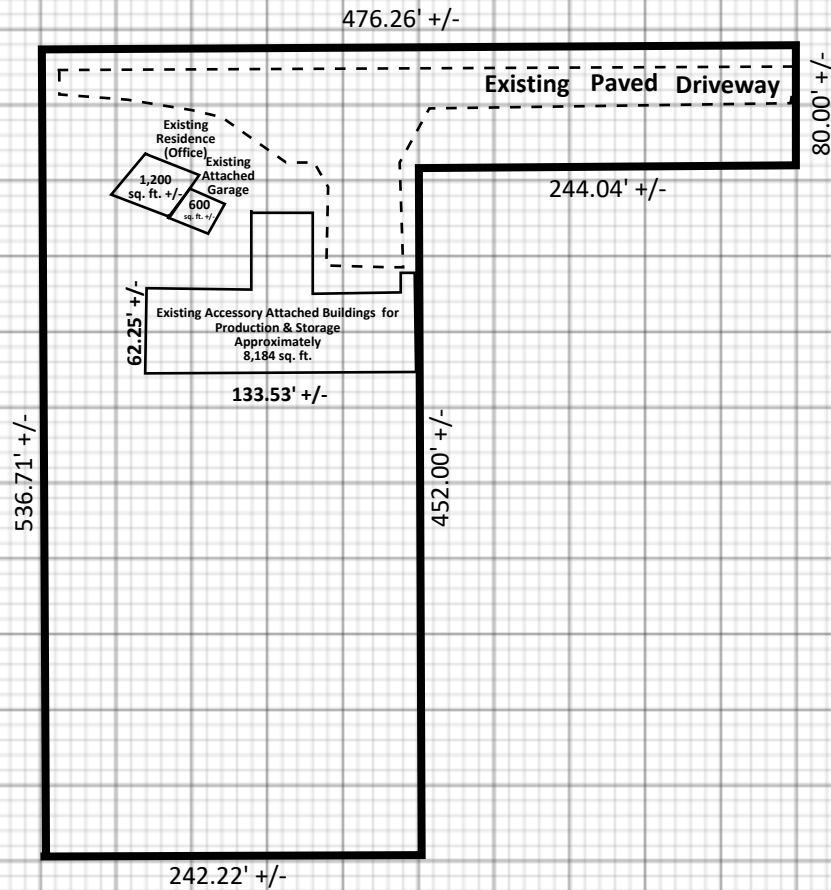 476.26' +/-
Existing Paved Driveway
80.00' +/-
Existing
Residence
(Office)
Existing
Attached
Garage
1,200
sq. ft. +/-
600
sq. ft. +/-
244.04' +/-
62.25' +/-
Existing Accessory Attached Buildings for
Production & Storage
Approximately
8,184 sq. ft.
133.53' +/-
536.71' +/-
452.00' +/-
242.22' +/-